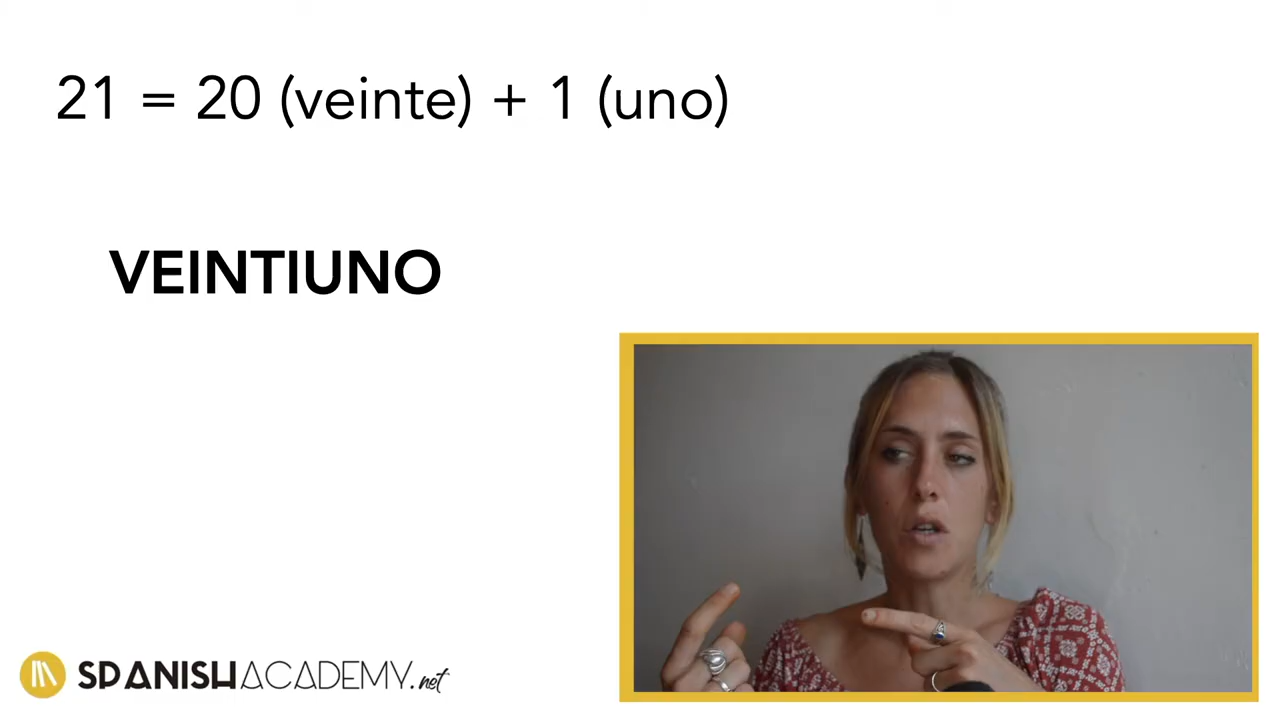 21 = 20 (veinte) + 1 (uno)
VEINTIUNO
SPANISHACADEMY.net